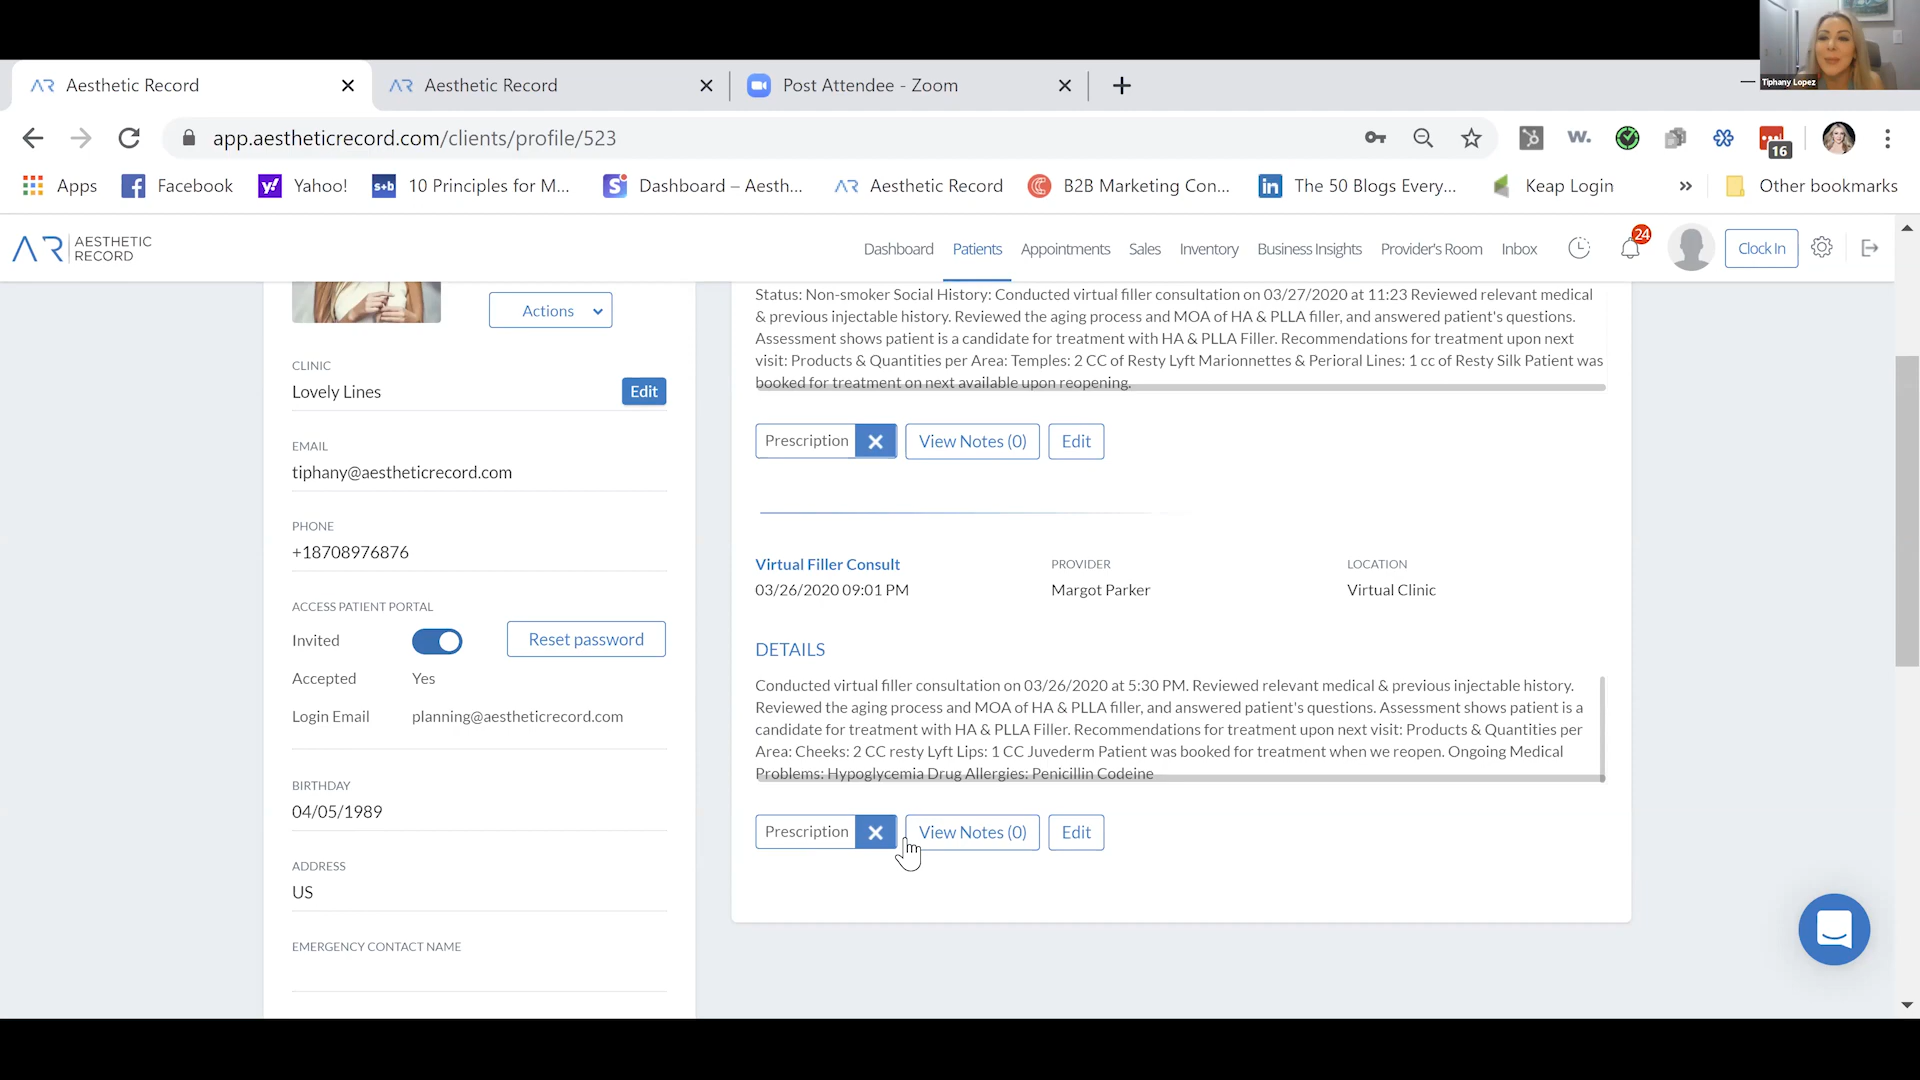 Tiphany Lopez
AR Aesthetic Record
AR Aesthetic Record
Post Attendee - Zoom
app.aestheticrecord.com/clients/profile/523
W.
16
Apps
Facebook
y! Yahoo!
s+b 10 Principles for M...
Dashboard – Aesth...
AR Aesthetic Record
B2B Marketing Con...
in The 50 Blogs Every...
Keap Login
»
Other bookmarks
AR AESTHETIC
RECORD
Dashboard
Patients
Appointments
Sales
Inventory
Business Insights
Provider's Room
Inbox
24
Clock In
Actions
CLINIC
Lovely Lines
Edit
EMAIL
tiphany@aestheticrecord.com
PHONE
+18708976876
ACCESS PATIENT PORTAL
Invited
Reset password
Accepted Yes
Login Email planning@aestheticrecord.com
BIRTHDAY
04/05/1989
ADDRESS
US
EMERGENCY CONTACT NAME
Status: Non-smoker Social History: Conducted virtual filler consultation on 03/27/2020 at 11:23 Reviewed relevant medical
& previous injectable history. Reviewed the aging process and MOA of HA & PLLA filler, and answered patient's questions.
Assessment shows patient is a candidate for treatment with HA & PLLA Filler. Recommendations for treatment upon next
visit: Products & Quantities per Area: Temples: 2 CC of Resty Lyft Marionnettes & Perioral Lines: 1 cc of Resty Silk Patient was
booked for treatment on next available upon reopening.
Prescription
View Notes (0)
Edit
Virtual Filler Consult
03/26/2020 09:01 PM
PROVIDER
Margot Parker
LOCATION
Virtual Clinic
DETAILS
Conducted virtual filler consultation on 03/26/2020 at 5:30 PM. Reviewed relevant medical & previous injectable history.
Reviewed the aging process and MOA of HA & PLLA filler, and answered patient's questions. Assessment shows patient is a
candidate for treatment with HA & PLLA Filler. Recommendations for treatment upon next visit: Products & Quantities per
Area: Cheeks: 2 CC resty Lyft Lips: 1 CC Juvederm Patient was booked for treatment when we reopen. Ongoing Medical
Problems: Hypoglycemia Drug Allergies: Penicillin Codeine
Prescription
View Notes (0)
Edit